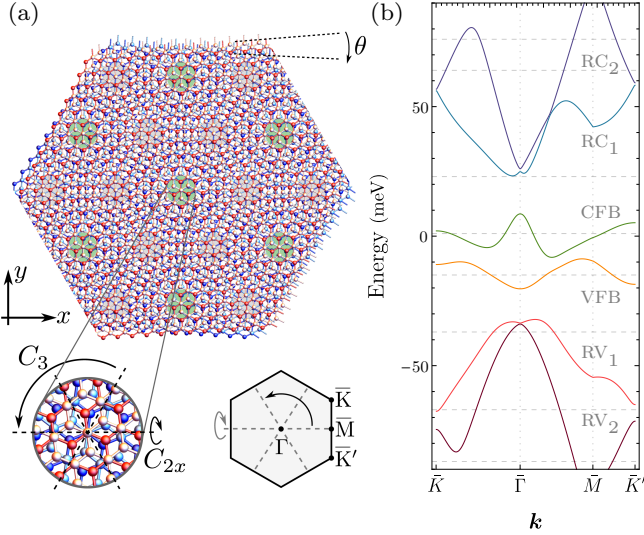 (a)
θ
y
x
C₃
C₂ₓ
K̅
M̅
Γ
K̅′
(b)
Energy (meV)
50
0
−50
RC₂
RC₁
CFB
VFB
RV₁
RV₂
K̄
Γ̄
M̄
K̄′
k